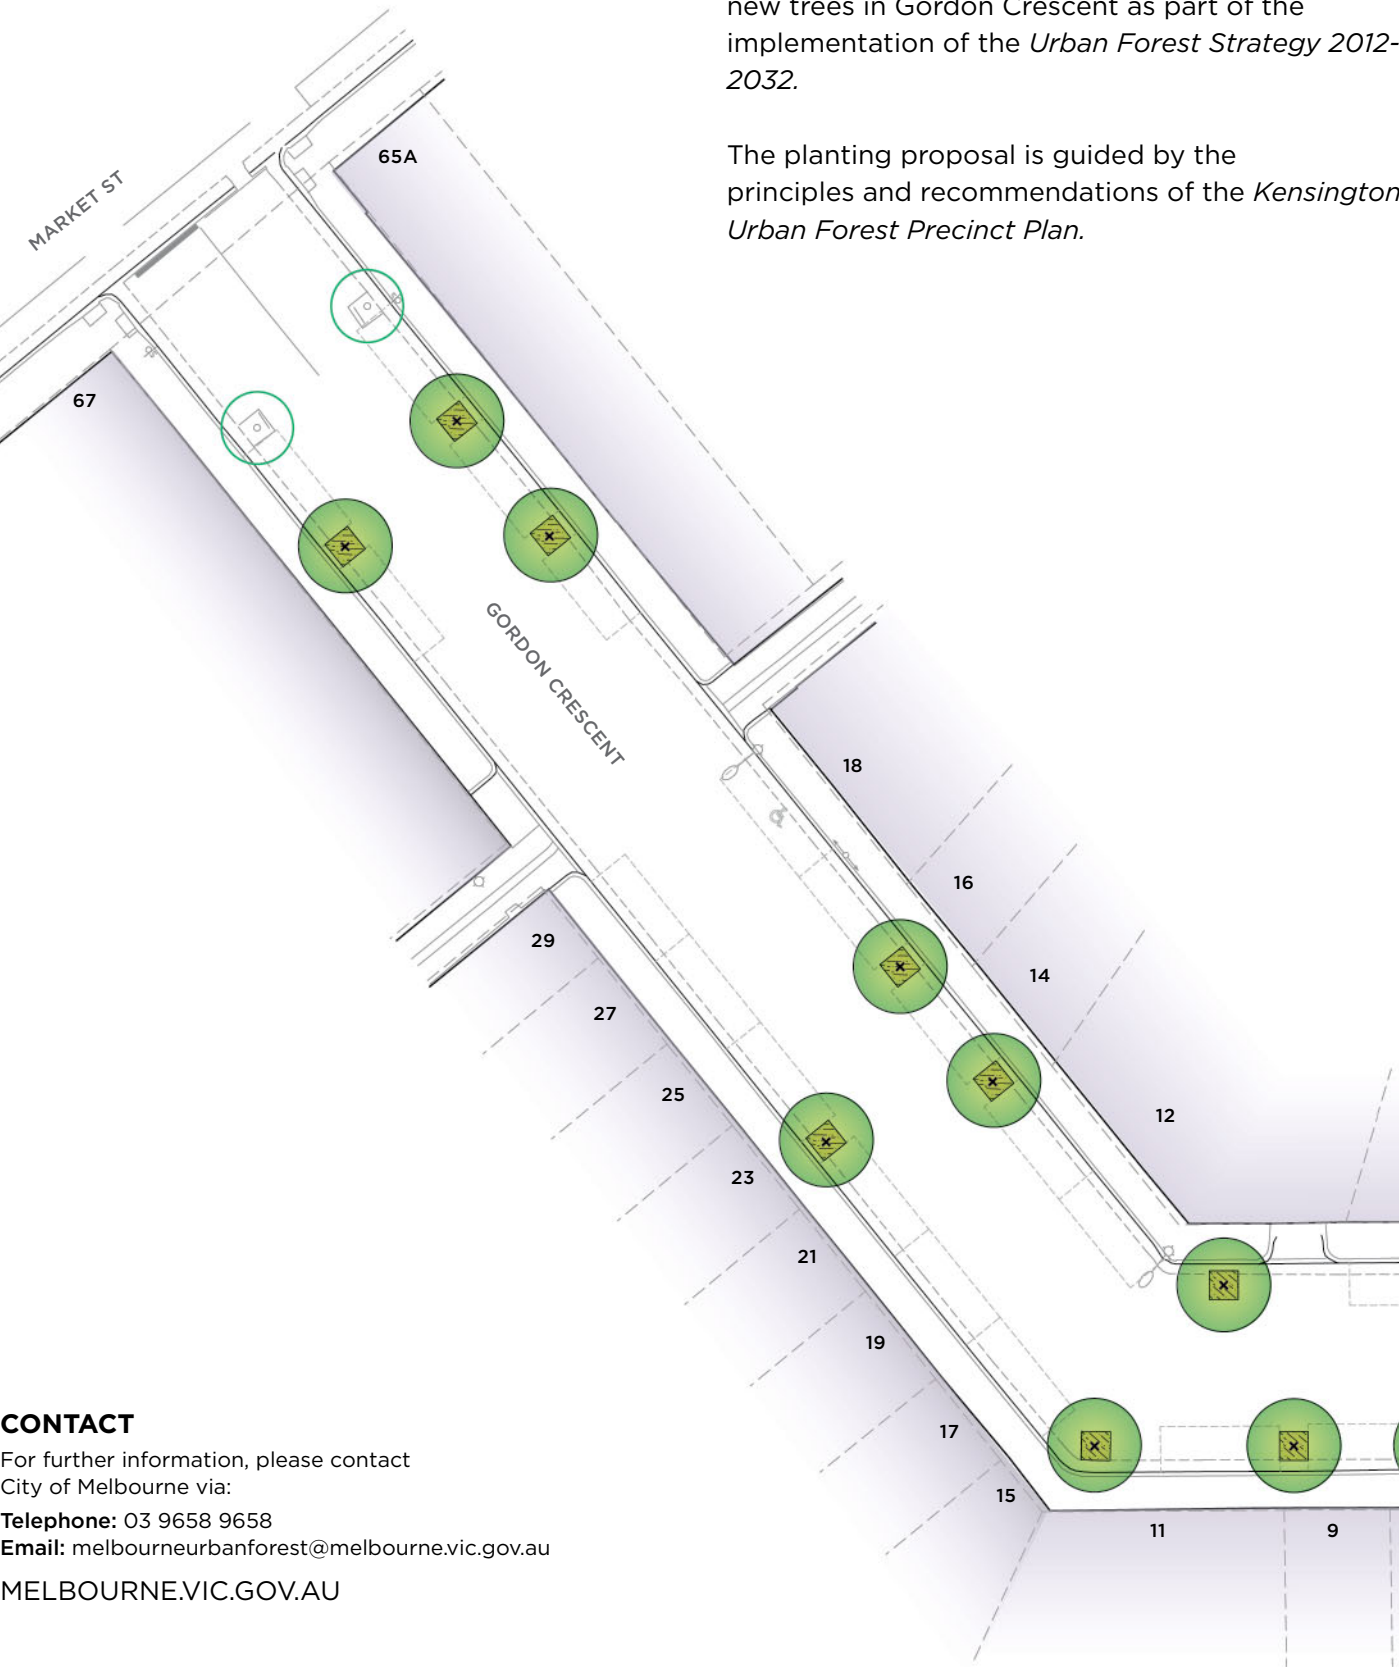 new trees in Gordon Crescent as part of the
implementation of the Urban Forest Strategy 2012-
2032.
The planting proposal is guided by the
principles and recommendations of the Kensington
Urban Forest Precinct Plan.
MARKET ST
65A
67
GORDON CRESCENT
18
16
14
12
29
27
25
23
21
19
17
15
11
9
CONTACT
For further information, please contact
City of Melbourne via:
Telephone: 03 9658 9658
Email: melbourneurbanforest@melbourne.vic.gov.au
MELBOURNE.VIC.GOV.AU